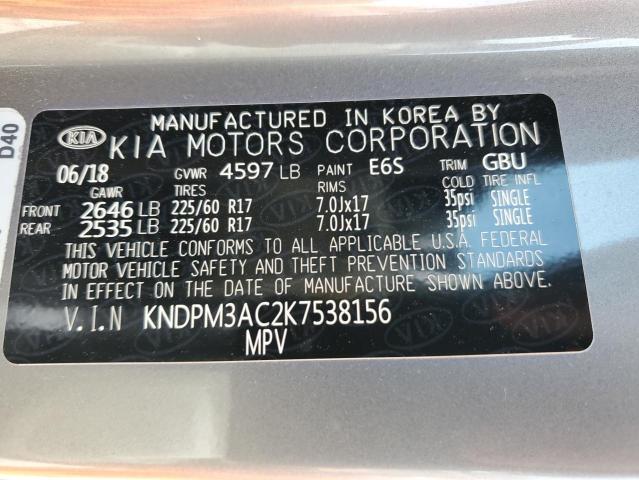 D40
MANUFACTURED IN KOREA BY
KIA KIA MOTORS CORPORATION
06/18 GVWR 4597 LB PAINT E6S TRIM GBU
GAWR TIRES RIMS COLD TIRE INFL
FRONT 2646 LB 225/60 R17 7.0Jx17 35psi SINGLE
REAR 2535 LB 225/60 R17 7.0Jx17 35psi SINGLE
THIS VEHICLE CONFORMS TO ALL APPLICABLE U.S.A. FEDERAL
MOTOR VEHICLE SAFETY AND THEFT PREVENTION STANDARDS
IN EFFECT ON THE DATE OF MANUFACTURE SHOWN ABOVE.
V.I.N KNDPM3AC2K7538156
MPV